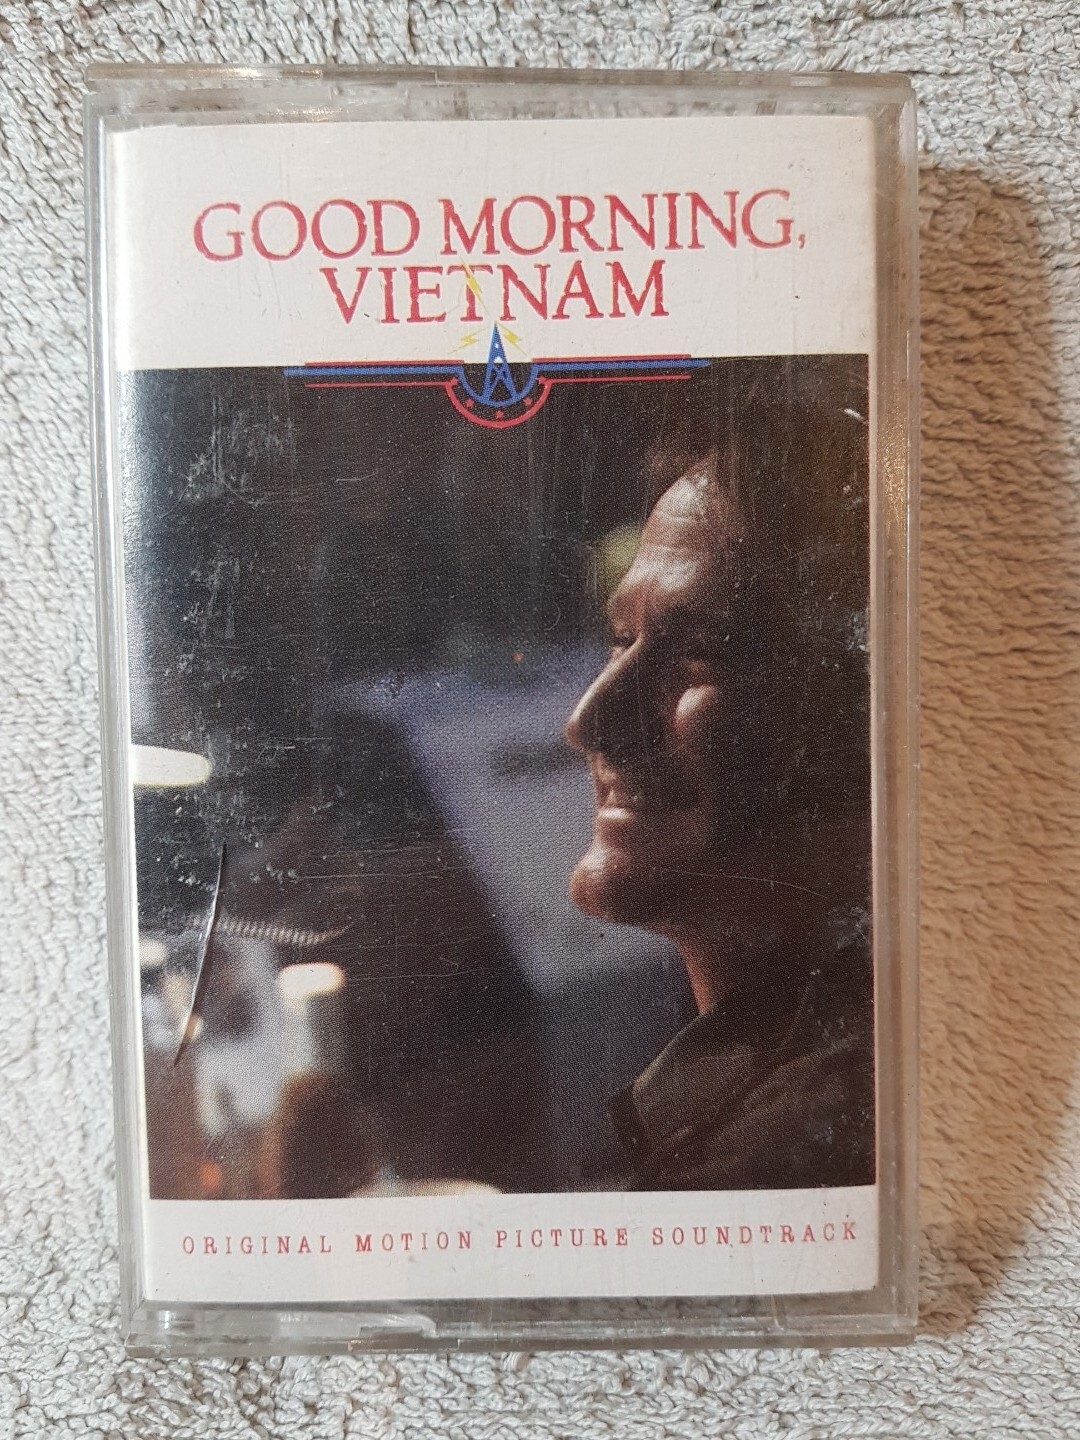 GOOD MORNING,
VIETNAM
ORIGINAL MOTION PICTURE SOUNDTRACK